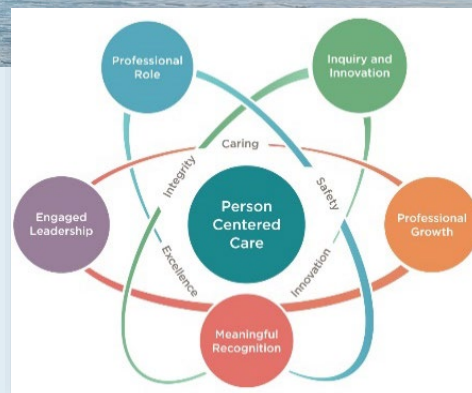 Professional
Role
Inquiry and
Innovation
Caring
Integrity
Safety
Engaged
Leadership
Person
Centered
Care
Professional
Growth
Excellence
Innovation
Meaningful
Recognition